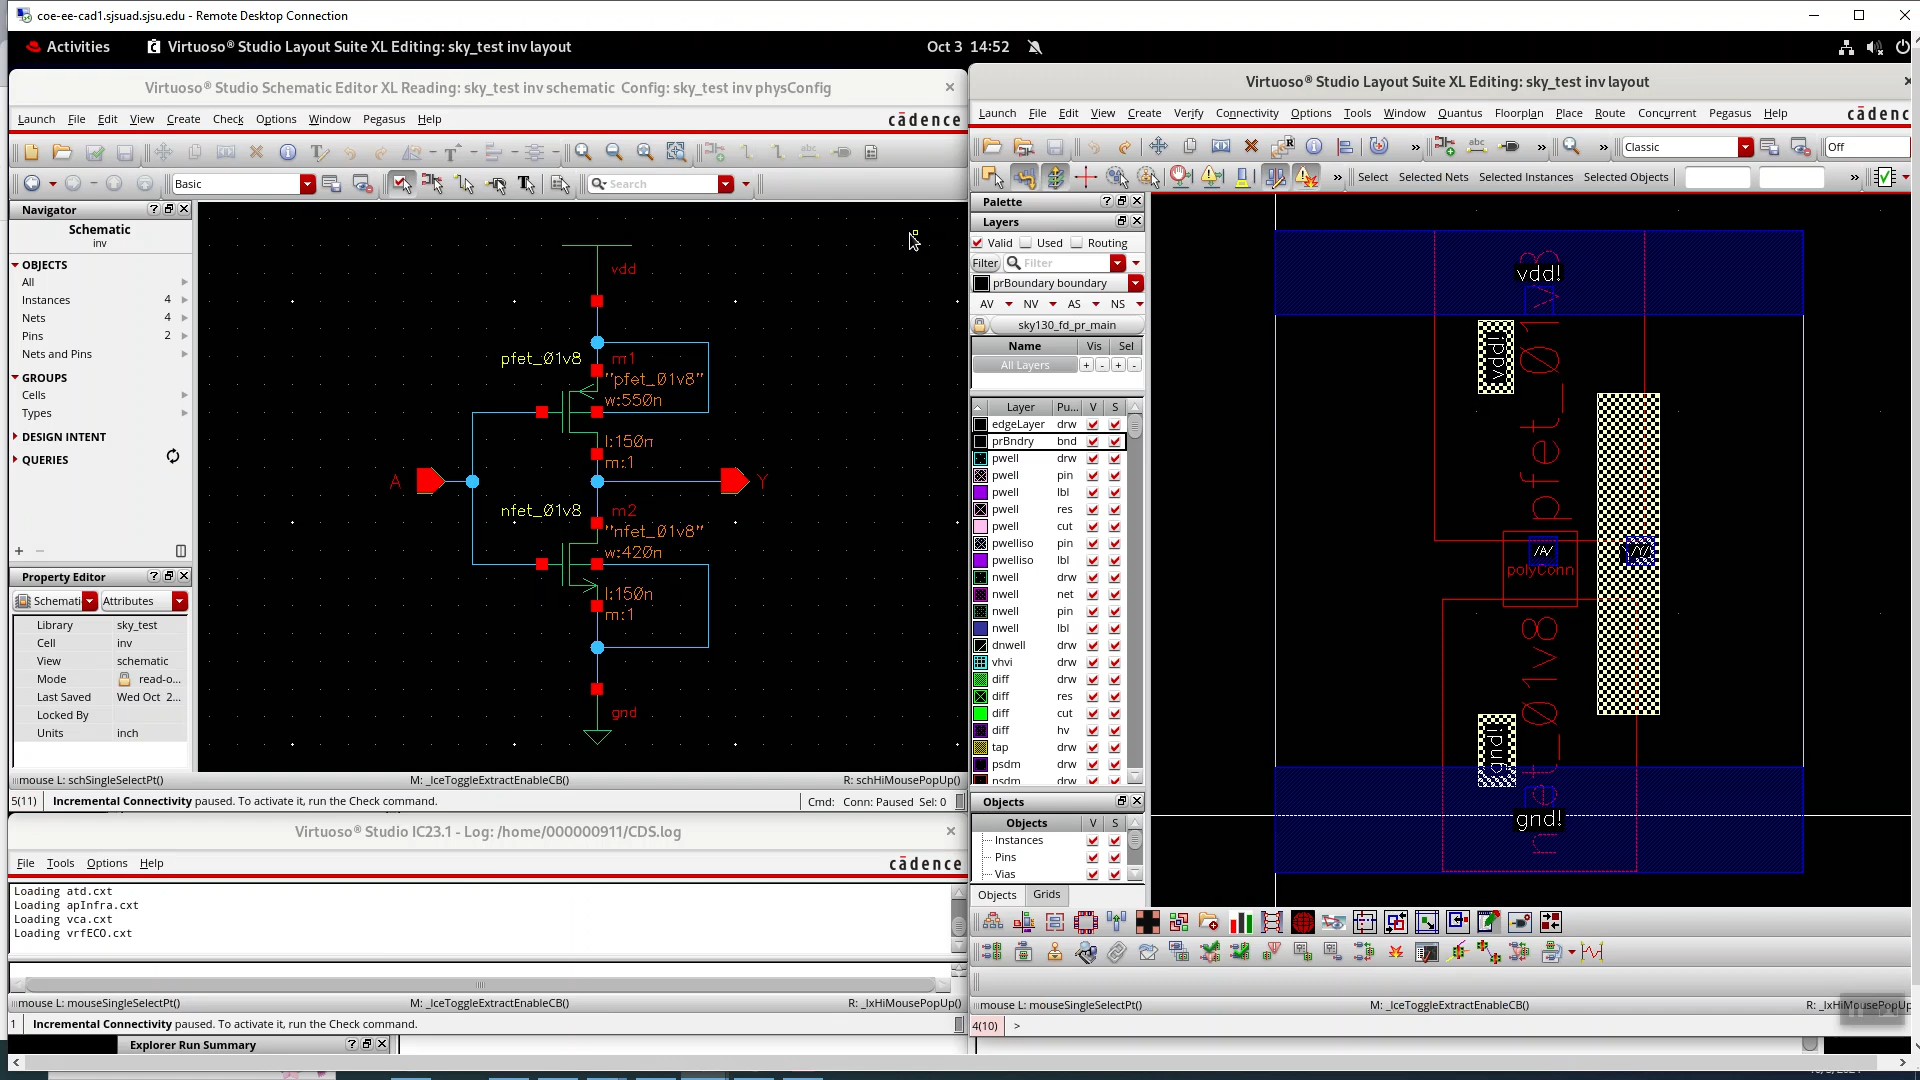 coe-ee-cad1.sjsuad.sjsu.edu - Remote Desktop Connection
Activities
Virtuoso® Studio Layout Suite XL Editing: sky_test inv layout
Oct 3 14:52
Virtuoso® Studio Schematic Editor XL Reading: sky_test inv schematic Config: sky_test inv physConfig
Launch File Edit View Create Check Options Window Pegasus Help
cādence
Basic
Search
Navigator
Schematic
inv
OBJECTS
All
Instances 4
Nets 4
Pins 2
Nets and Pins
GROUPS
Cells
Types
DESIGN INTENT
QUERIES
Property Editor
Schemati Attributes
Library sky_test
Cell inv
View schematic
Mode read-o...
Last Saved Wed Oct 2...
Locked By
Units inch
vdd
pfet_01v8 m1
"pfet_01v8"
w:550n
l:150n
m:1
A
Y
nfet_01v8 m2
"nfet_01v8"
w:420n
l:150n
m:1
gnd
mouse L: schSingleSelectPt() M: _IceToggleExtractEnableCB() R: schHiMousePopUp()
5(11) Incremental Connectivity paused. To activate it, run the Check command. Cmd: Conn: Paused Sel: 0
Virtuoso® Studio IC23.1 - Log: /home/000000911/CDS.log
File Tools Options Help
cādence
Loading atd.cxt
Loading apInfra.cxt
Loading vca.cxt
Loading vrfECO.cxt
mouse L: mouseSingleSelectPt() M: _IceToggleExtractEnableCB() R: _lxHiMousePopUp()
1 Incremental Connectivity paused. To activate it, run the Check command.
Explorer Run Summary
Virtuoso® Studio Layout Suite XL Editing: sky_test inv layout
Launch File Edit View Create Verify Connectivity Options Tools Window Quantus Floorplan Place Route Concurrent Pegasus Help
cādenc
Classic
Off
Select Selected Nets Selected Instances Selected Objects
Palette
Layers
Valid Used Routing
Filter Filter
prBoundary boundary
AV NV AS NS
sky130_fd_pr_main
Name Vis Sel
All Layers + - + -
Layer Pu... V S
edgeLayer drw
prBndry bnd
pwell drw
pwell pin
pwell lbl
pwell res
pwell cut
pwelliso pin
pwelliso lbl
nwell drw
nwell net
nwell pin
nwell lbl
dnwell drw
vhvi drw
diff drw
diff res
diff cut
diff hv
tap drw
psdm drw
nsdm drw
Objects
Objects V S
Instances
Pins
Vias
Objects Grids
vdd!
vdd!
pfet_01v8
polyConn
gnd!
gnd!
mouse L: mouseSingleSelectPt() M: _IceToggleExtractEnableCB() R: _lxHiMousePop
4(10) >